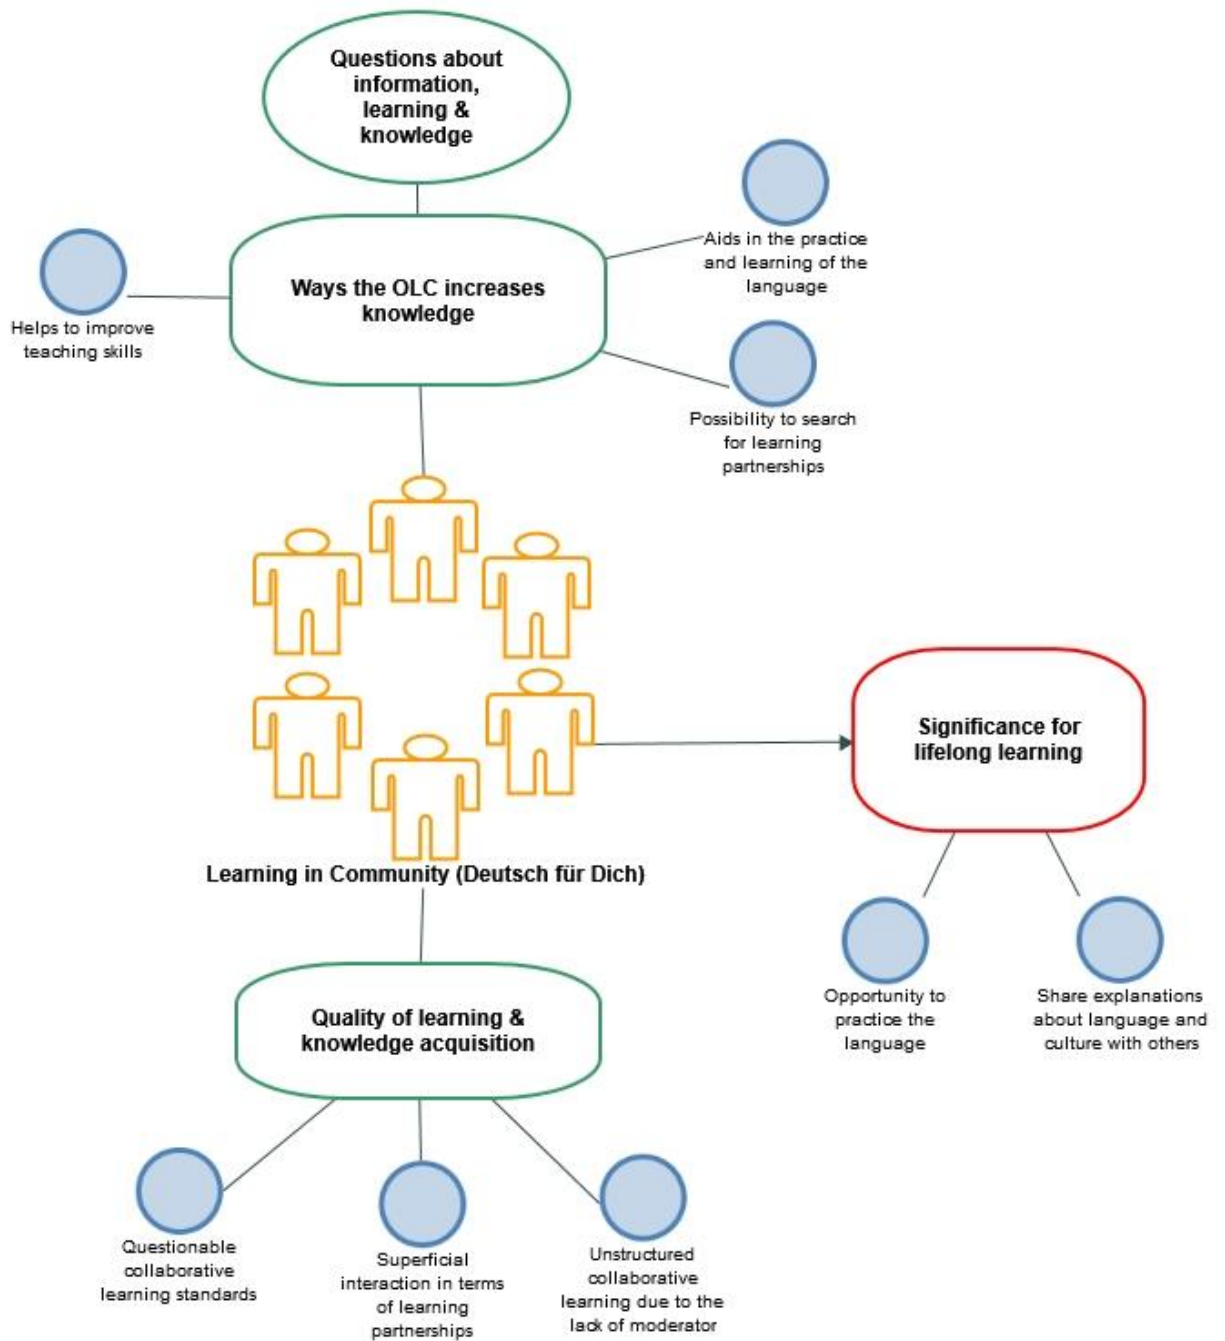 Questions about
information,
learning &
knowledge
Aids in the practice
and learning of the
language
Ways the OLC increases
knowledge
Helps to improve
teaching skills
Possibility to search
for learning
partnerships
Significance for
lifelong learning
Learning in Community (Deutsch für Dich)
Opportunity to
practice the
language
Share explanations
about language and
culture with others
Quality of learning &
knowledge acquisition
Questionable
collaborative
learning standards
Superficial
interaction in terms
of learning
partnerships
Unstructured
collaborative
learning due to the
lack of moderator